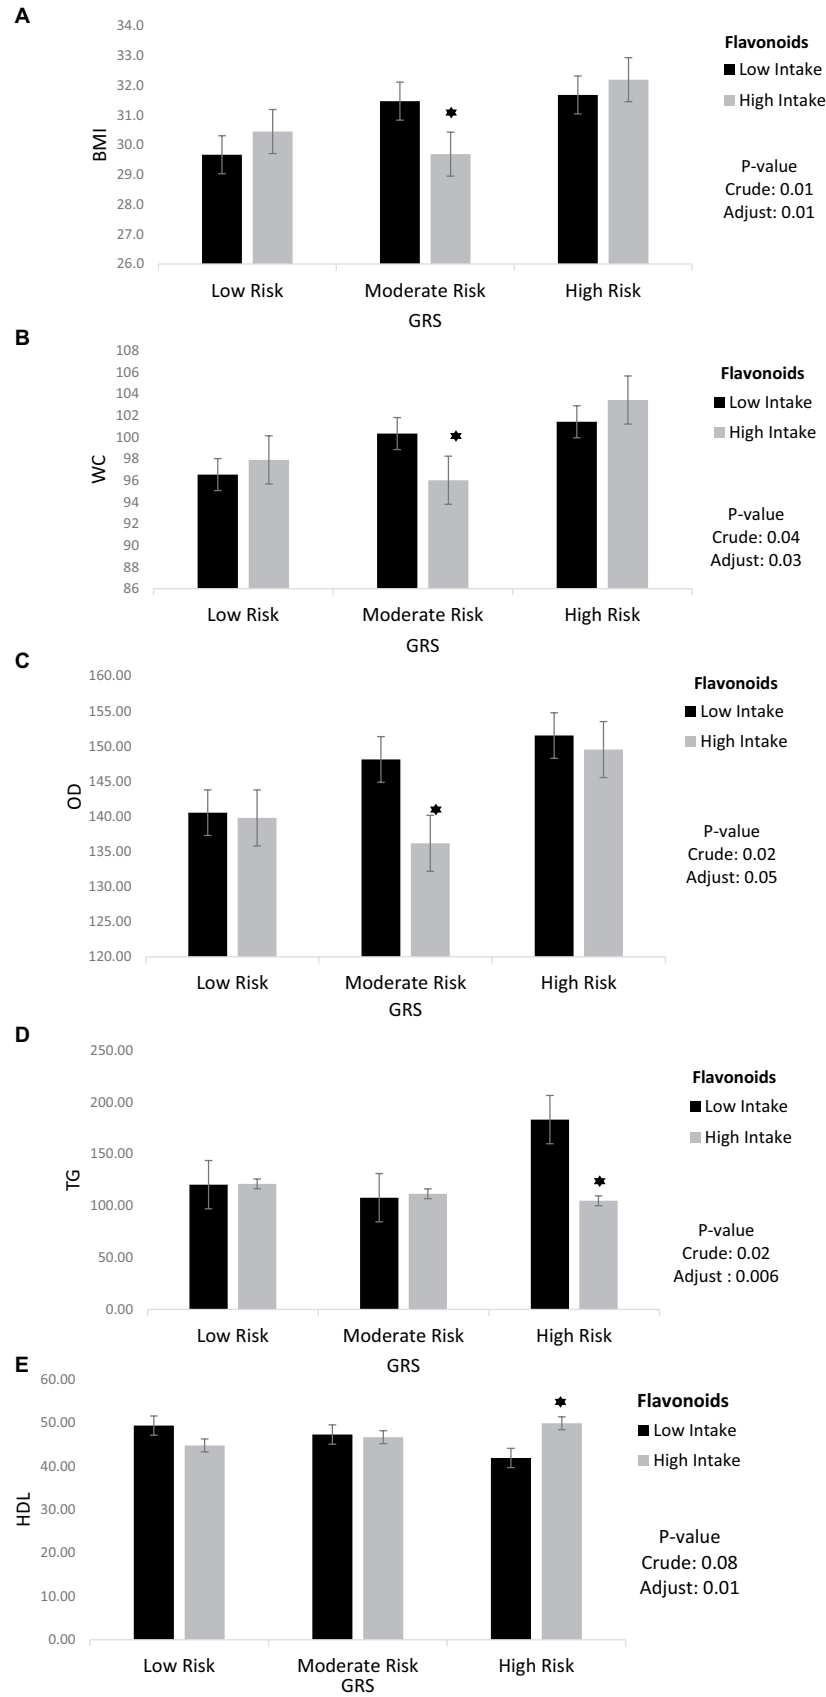 A
34.0
33.0
32.0
31.0
30.0
29.0
28.0
27.0
26.0
BMI
Low Risk
Moderate Risk
High Risk
GRS
Flavonoids
Low Intake
High Intake
P-value
Crude: 0.01
Adjust: 0.01
B
108
106
104
102
100
98
96
94
92
90
88
86
WC
Low Risk
Moderate Risk
High Risk
GRS
Flavonoids
Low Intake
High Intake
P-value
Crude: 0.04
Adjust: 0.03
C
160.00
155.00
150.00
145.00
140.00
135.00
130.00
125.00
120.00
OD
Low Risk
Moderate Risk
High Risk
GRS
Flavonoids
Low Intake
High Intake
P-value
Crude: 0.02
Adjust: 0.05
D
250.00
200.00
150.00
100.00
50.00
0.00
TG
Low Risk
Moderate Risk
High Risk
GRS
Flavonoids
Low Intake
High Intake
P-value
Crude: 0.02
Adjust : 0.006
E
60.00
50.00
40.00
30.00
20.00
10.00
0.00
HDL
Low Risk
Moderate Risk
High Risk
GRS
Flavonoids
Low Intake
High Intake
P-value
Crude: 0.08
Adjust: 0.01